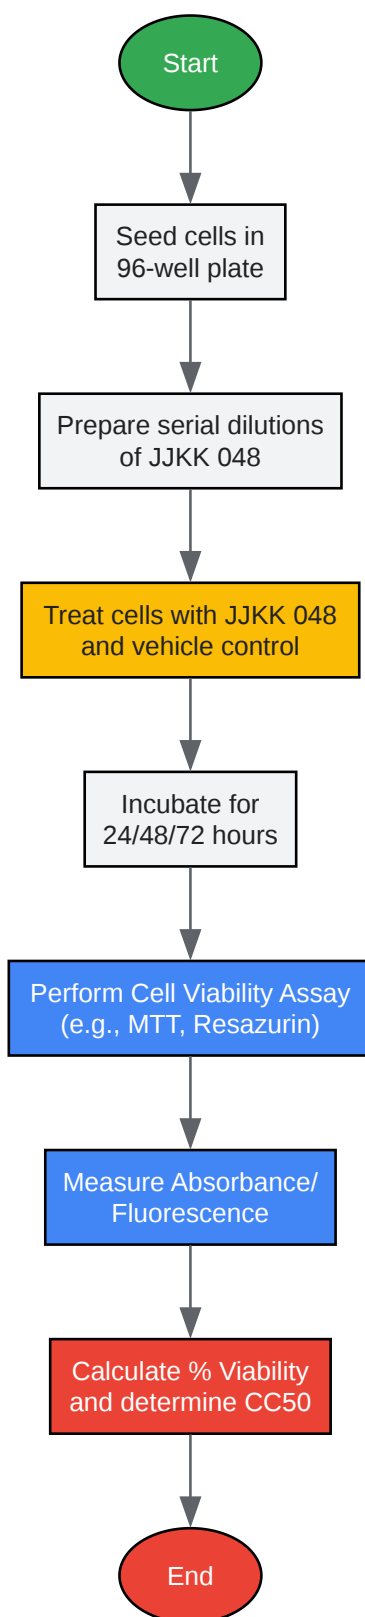 Start
Seed cells in
96-well plate
Prepare serial dilutions
of JJKK 048
Treat cells with JJKK 048
and vehicle control
Incubate for
24/48/72 hours
Perform Cell Viability Assay
(e.g., MTT, Resazurin)
Measure Absorbance/
Fluorescence
Calculate % Viability
and determine CC50
End